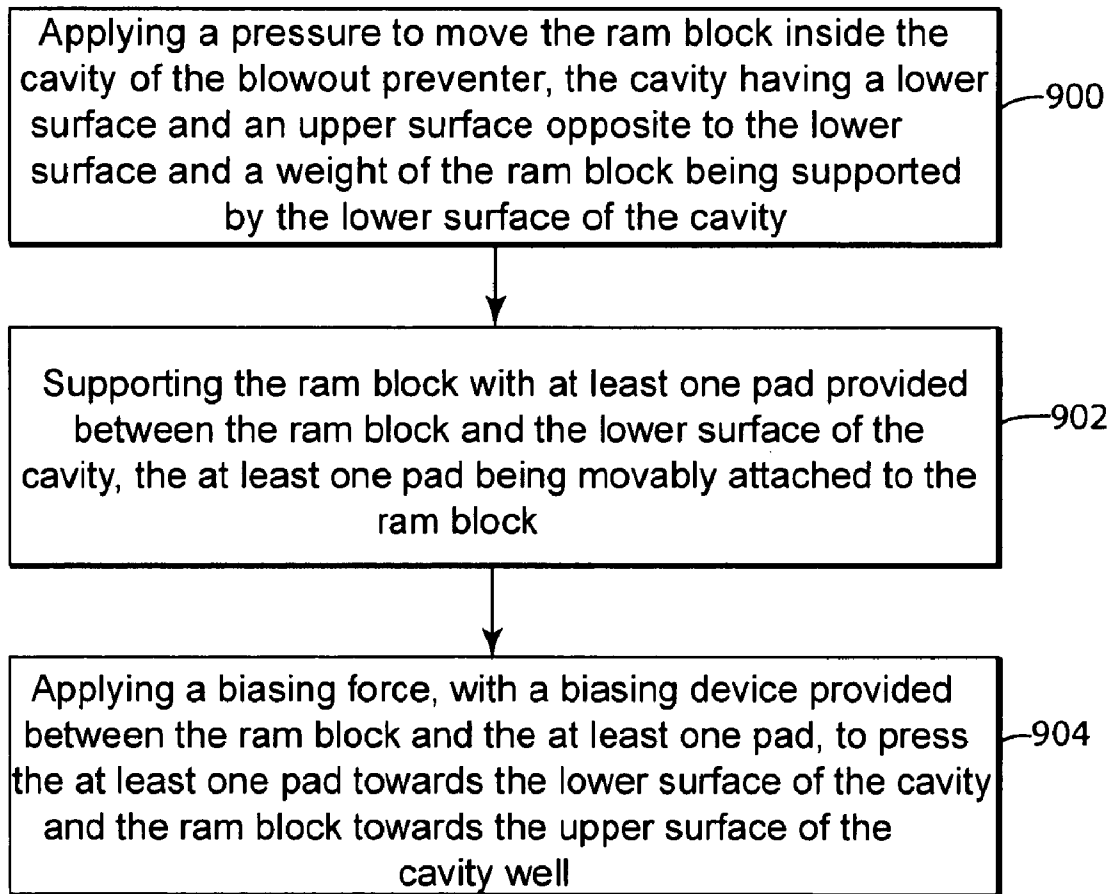 Applying a pressure to move the ram block inside the
cavity of the blowout preventer, the cavity having a lower
surface and an upper surface opposite to the lower
surface and a weight of the ram block being supported
by the lower surface of the cavity
900
Supporting the ram block with at least one pad provided
between the ram block and the lower surface of the
cavity, the at least one pad being movably attached to the
ram block
902
Applying a biasing force, with a biasing device provided
between the ram block and the at least one pad, to press
the at least one pad towards the lower surface of the cavity
and the ram block towards the upper surface of the
cavity well
904